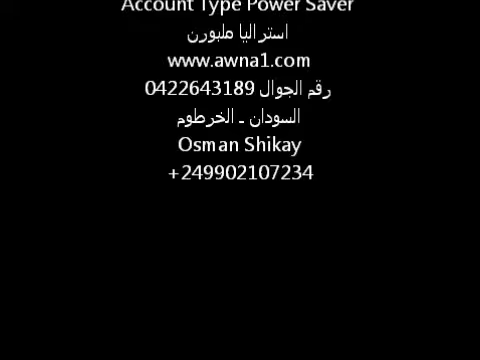 Account Type Power Saver
استراليا ملبورن
www.awna1.com
رقم الجوال 0422643189
السودان - الخرطوم
Osman Shikay
+249902107234